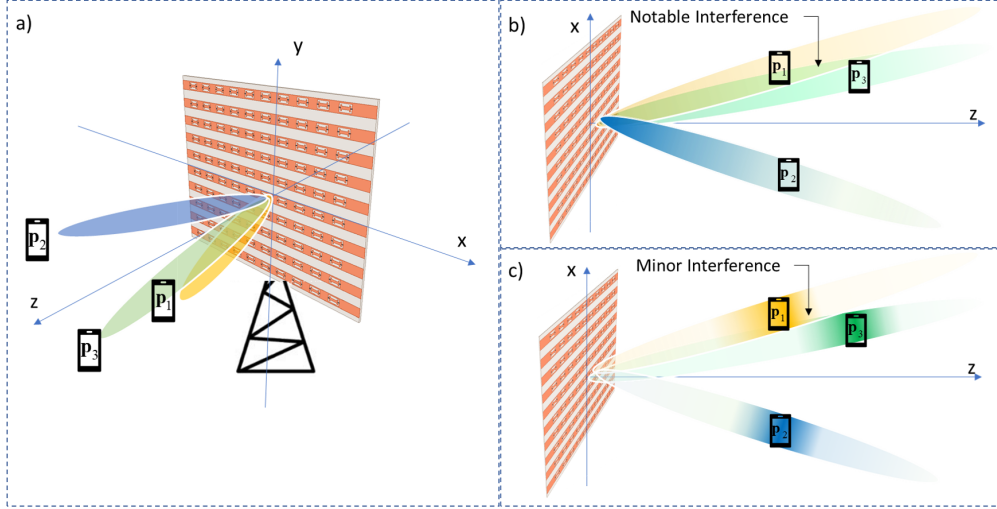 a)
y
x
z
p₂
p₁
p₃
b)
x
Notable Interference
p₁
p₃
z
p₂
c)
x
Minor Interference
p₁
p₃
z
p₂